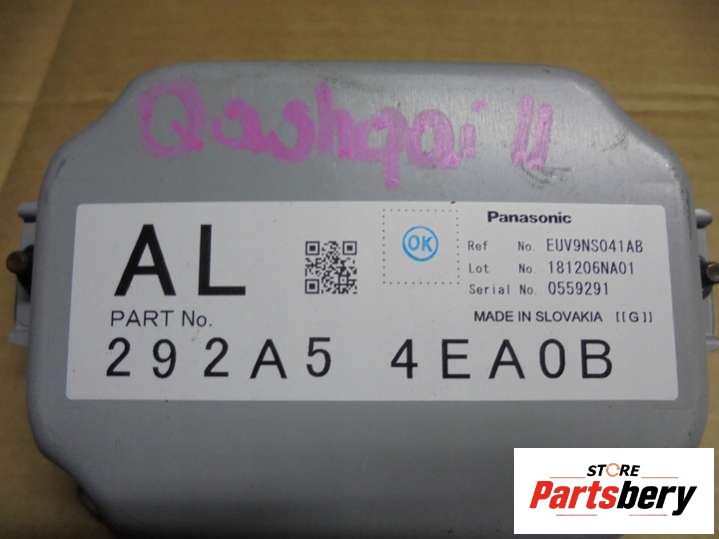 Qashqai II
AL
OK
Panasonic
Ref No. EUV9NS041AB
Lot No. 181206NA01
Serial No. 0559291
PART No.
MADE IN SLOVAKIA [[G]]
292A5 4EA0B
STORE
Partsbery